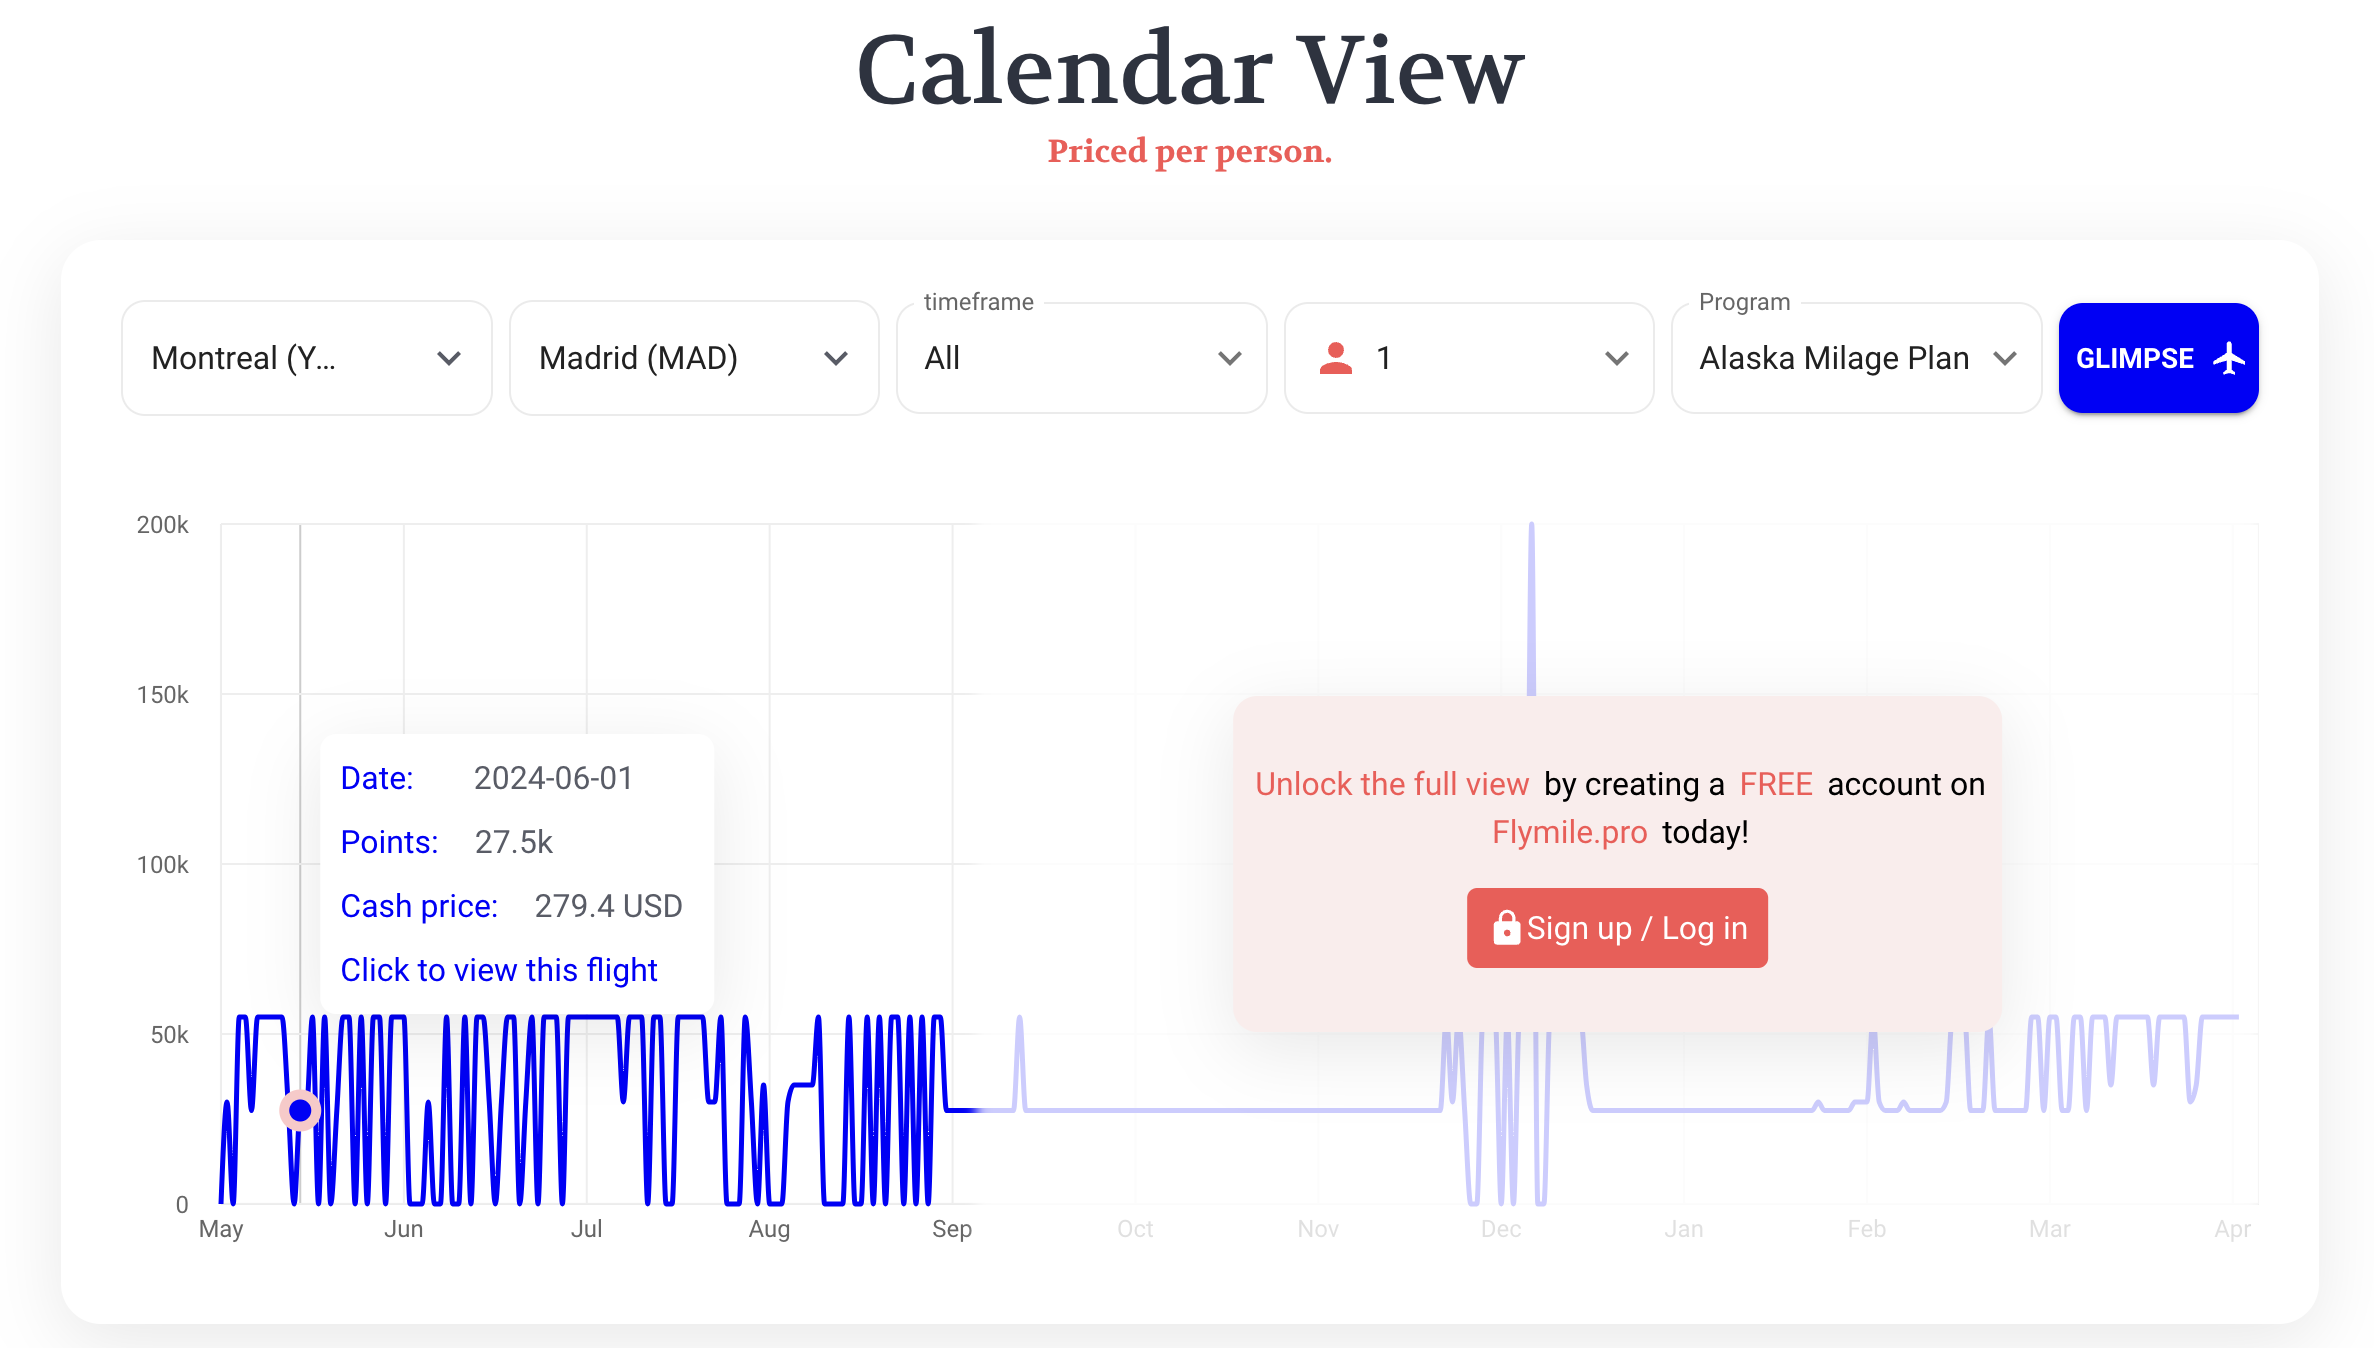 Calendar View
Priced per person.
timeframe
Program
Montreal (Y...
Madrid (MAD)
All
1
Alaska Milage Plan
GLIMPSE
200k
150k
100k
50k
0
Date: 2024-06-01
Points: 27.5k
Cash price: 279.4 USD
Click to view this flight
Unlock the full view by creating a FREE account on
Flymile.pro today!
Sign up / Log in
May Jun Jul Aug Sep Oct Nov Dec Jan Feb Mar Apr